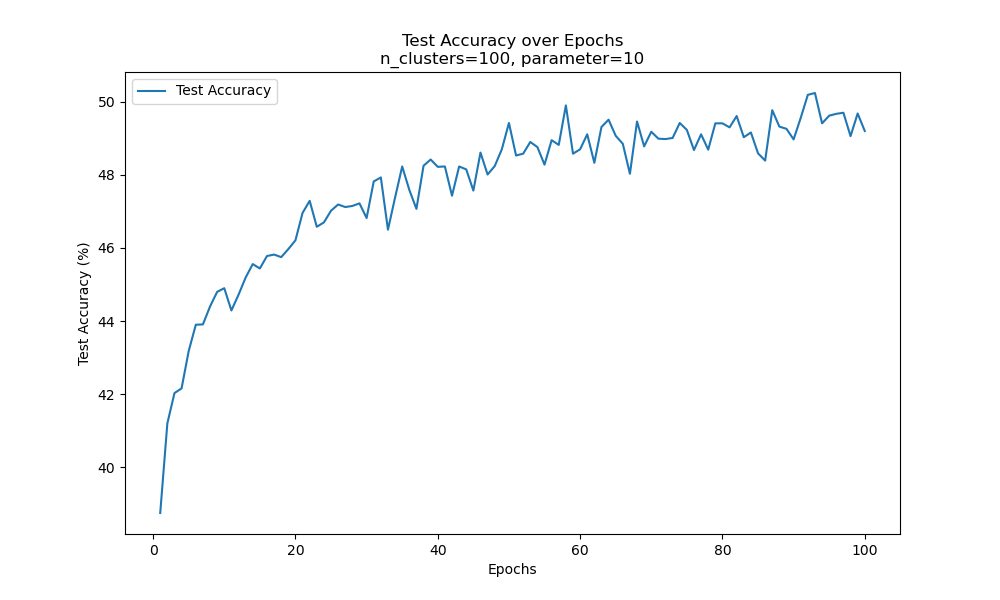 Test Accuracy over Epochs
n_clusters=100, parameter=10
Test Accuracy
50
48
46
44
42
40
Test Accuracy (%)
0 20 40 60 80 100
Epochs